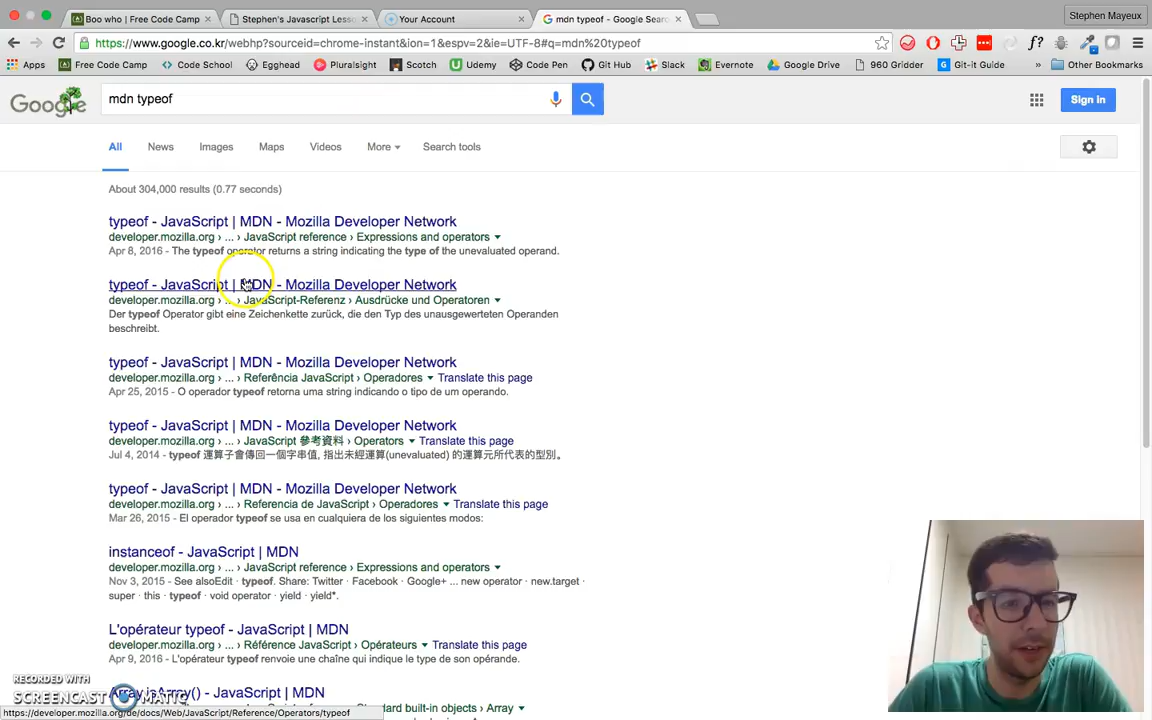 Boo who | Free Code Camp
Stephen's Javascript Lesso
Your Account
mdn typeof - Google Sear
Stephen Mayeux
https://www.google.co.kr/webhp?sourceid=chrome-instant&ion=1&espv=2&ie=UTF-8#q=mdn%20typeof
Apps Free Code Camp Code School Egghead Pluralsight Scotch Udemy Code Pen Git Hub Slack Evernote Google Drive 960 Gridder Git-it Guide » Other Bookmarks
Google
mdn typeof
Sign in
All News Images Maps Videos More Search tools
About 304,000 results (0.77 seconds)
typeof - JavaScript | MDN - Mozilla Developer Network
developer.mozilla.org › ... › JavaScript reference › Expressions and operators
Apr 8, 2016 - The typeof operator returns a string indicating the type of the unevaluated operand.
typeof - JavaScript | MDN - Mozilla Developer Network
developer.mozilla.org › ... › JavaScript-Referenz › Ausdrücke und Operatoren
Der typeof Operator gibt eine Zeichenkette zurück, die den Typ des unausgewerteten Operanden
beschreibt.
typeof - JavaScript | MDN - Mozilla Developer Network
developer.mozilla.org › ... › Referência JavaScript › Operadores Translate this page
Apr 25, 2015 - O operador typeof retorna uma string indicando o tipo de um operando.
typeof - JavaScript | MDN - Mozilla Developer Network
developer.mozilla.org › ... › JavaScript 參考資料 › Operators Translate this page
Jul 4, 2014 - typeof 運算子會傳回一個字串值, 指出未經運算(unevaluated) 的運算元所代表的型別。
typeof - JavaScript | MDN - Mozilla Developer Network
developer.mozilla.org › ... › Referencia de JavaScript › Operadores Translate this page
Mar 26, 2015 - El operador typeof se usa en cualquiera de los siguientes modos:
instanceof - JavaScript | MDN
developer.mozilla.org › ... › JavaScript reference › Expressions and operators
Nov 3, 2015 - See alsoEdit · typeof. Share: Twitter · Facebook · Google+ ... new operator · new.target ·
super · this · typeof · void operator · yield · yield*.
L'opérateur typeof - JavaScript | MDN
developer.mozilla.org › ... › Référence JavaScript › Opérateurs Translate this page
Apr 9, 2016 - L'opérateur typeof renvoie une chaîne qui indique le type de son opérande.
RECORDED WITH
SCREENCAST MATIC
Array.isArray() - JavaScript | MDN
Standard built-in objects › Array
https://developer.mozilla.org/de/docs/Web/JavaScript/Reference/Operators/typeof